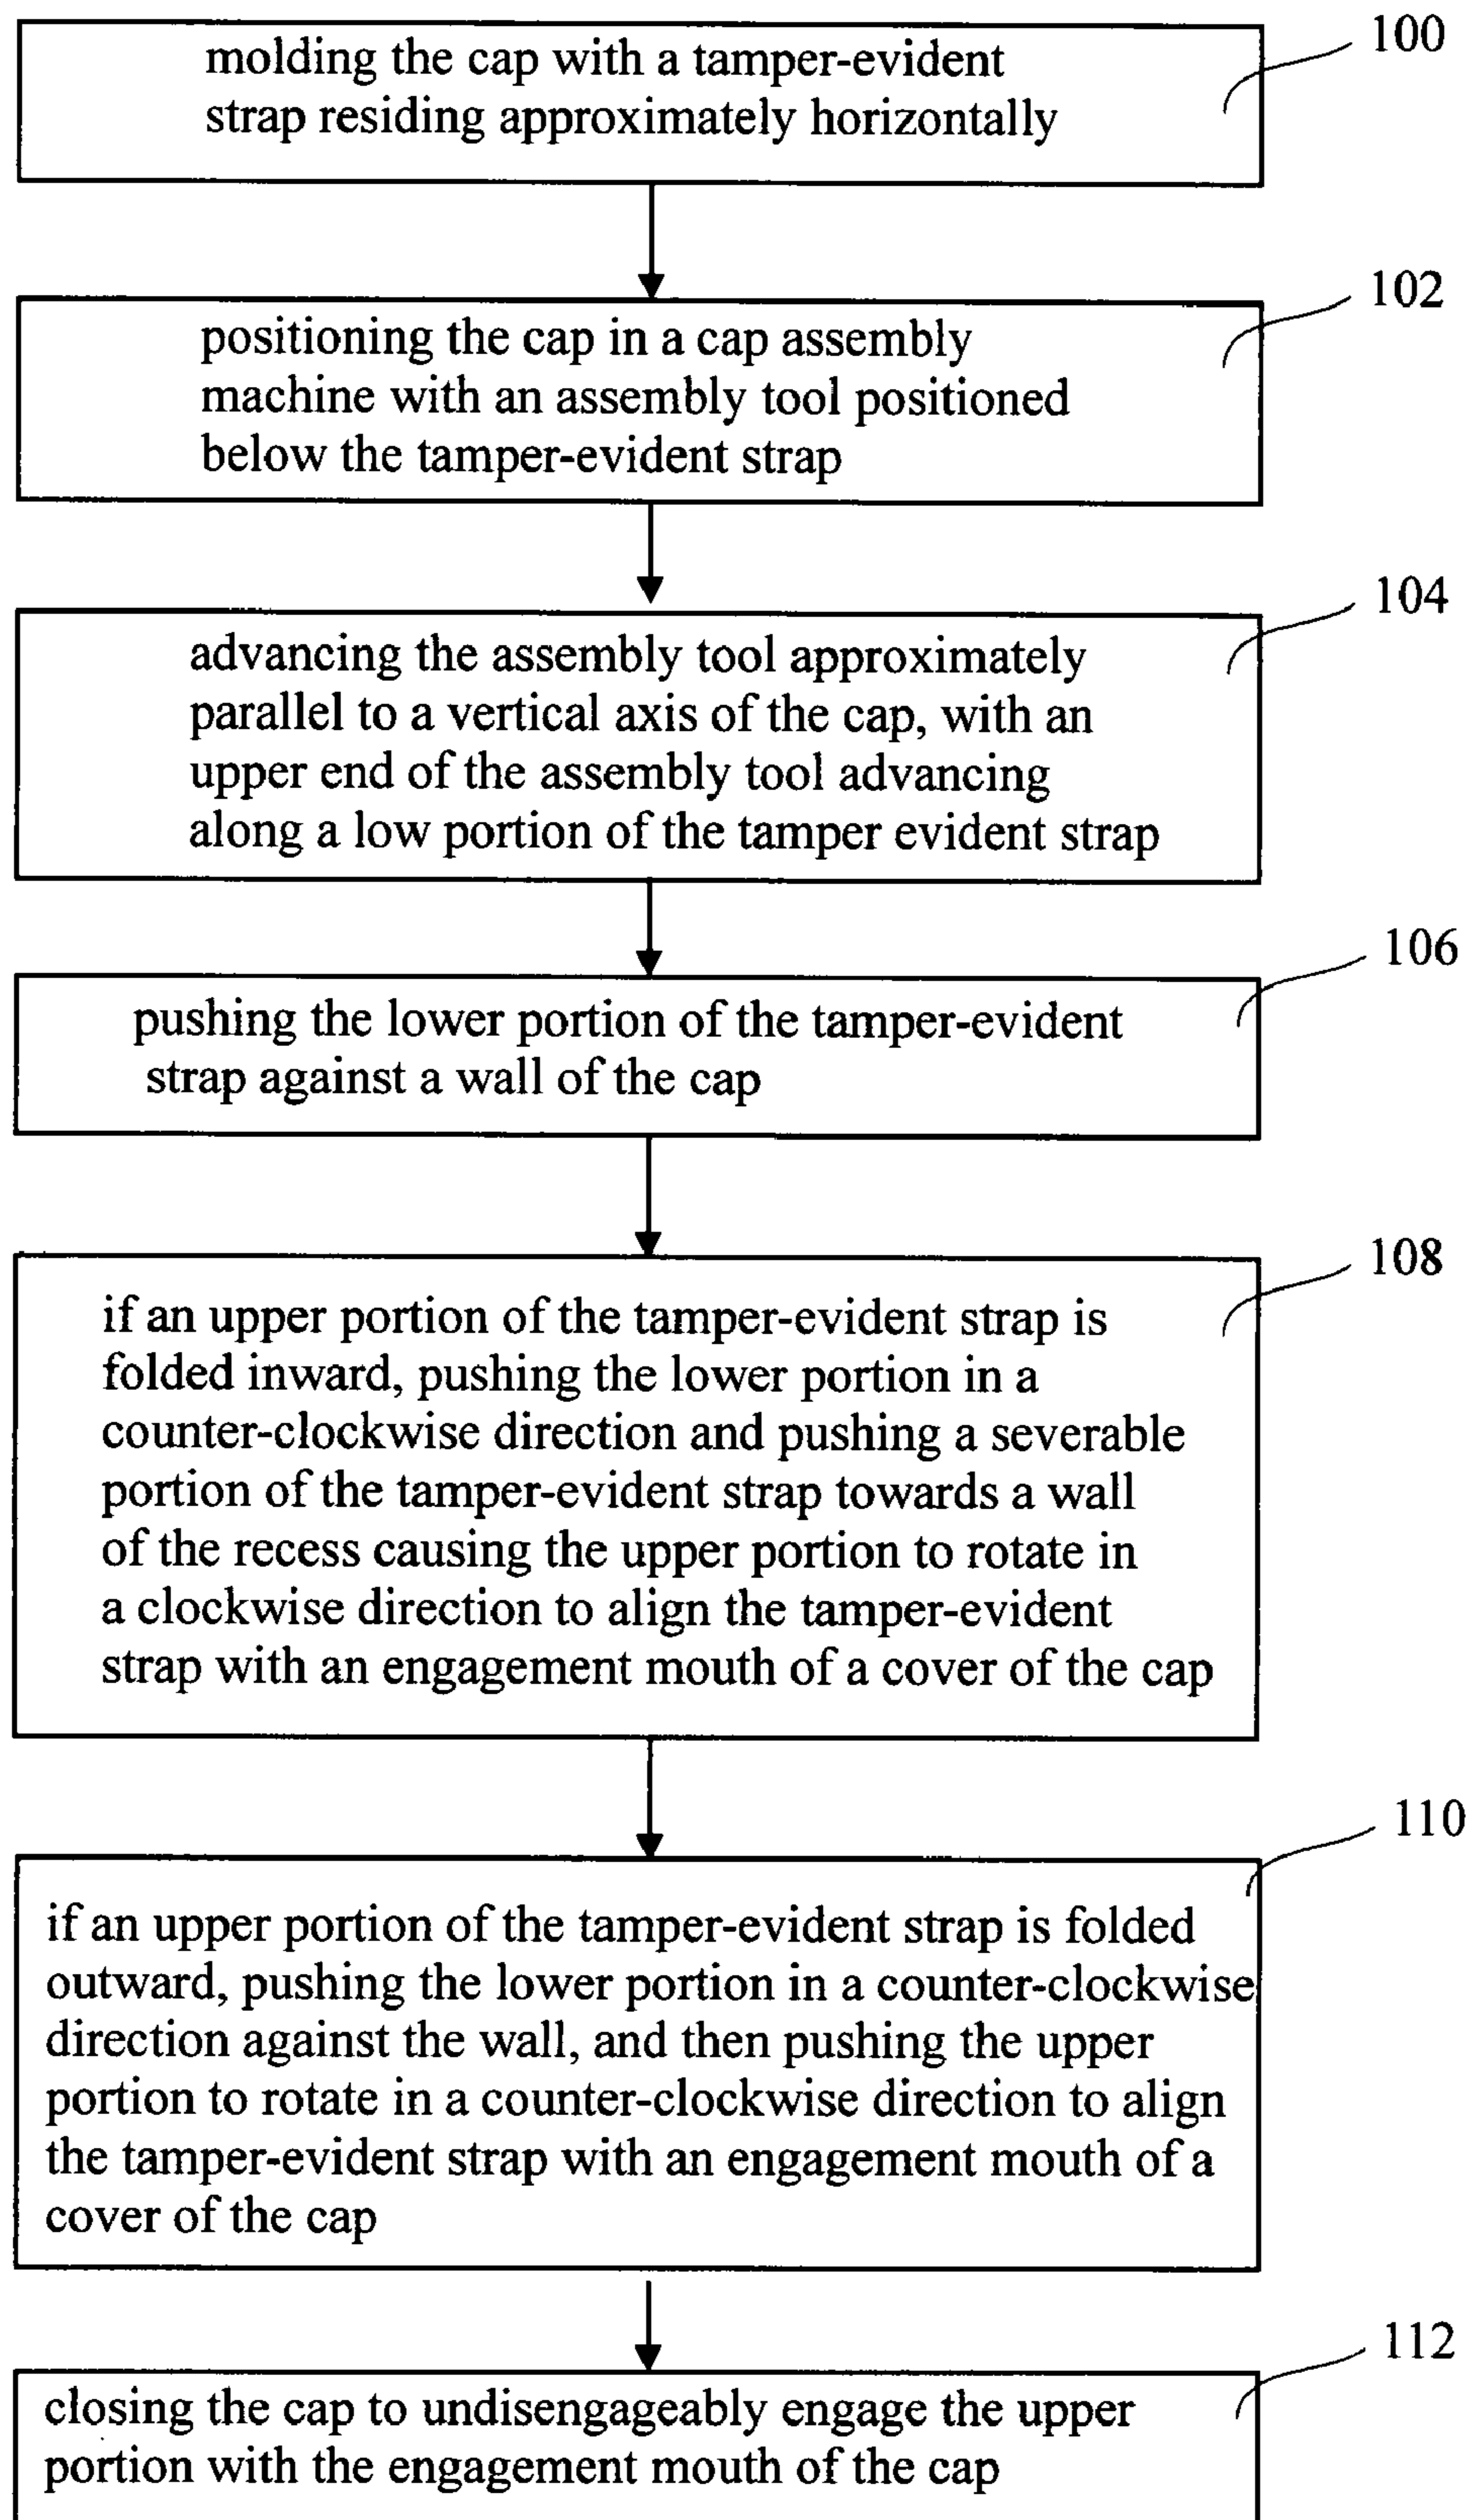 100
molding the cap with a tamper-evident
strap residing approximately horizontally
102
positioning the cap in a cap assembly
machine with an assembly tool positioned
below the tamper-evident strap
104
advancing the assembly tool approximately
parallel to a vertical axis of the cap, with an
upper end of the assembly tool advancing
along a low portion of the tamper evident strap
106
pushing the lower portion of the tamper-evident
strap against a wall of the cap
108
if an upper portion of the tamper-evident strap is
folded inward, pushing the lower portion in a
counter-clockwise direction and pushing a severable
portion of the tamper-evident strap towards a wall
of the recess causing the upper portion to rotate in
a clockwise direction to align the tamper-evident
strap with an engagement mouth of a cover of the cap
110
if an upper portion of the tamper-evident strap is folded
outward, pushing the lower portion in a counter-clockwise
direction against the wall, and then pushing the upper
portion to rotate in a counter-clockwise direction to align
the tamper-evident strap with an engagement mouth of a
cover of the cap
112
closing the cap to undisengageably engage the upper
portion with the engagement mouth of the cap